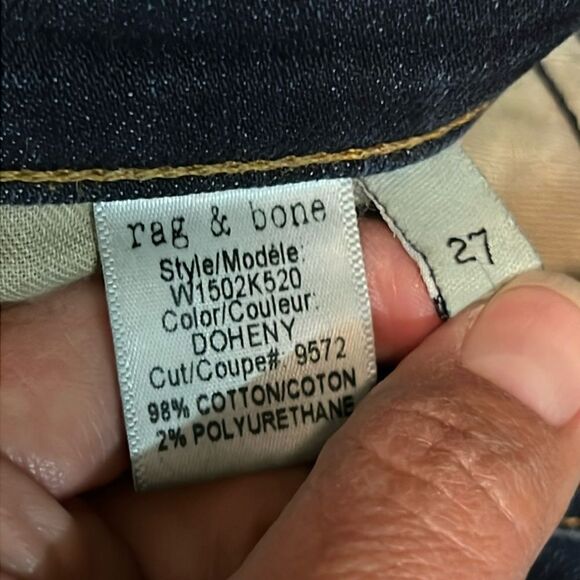 rag & bone
Style/Modèle:
W1502K520
Color/Couleur:
DOHENY
Cut/Coupe#: 9572
98% COTTON/COTON
2% POLYURETHANE
27